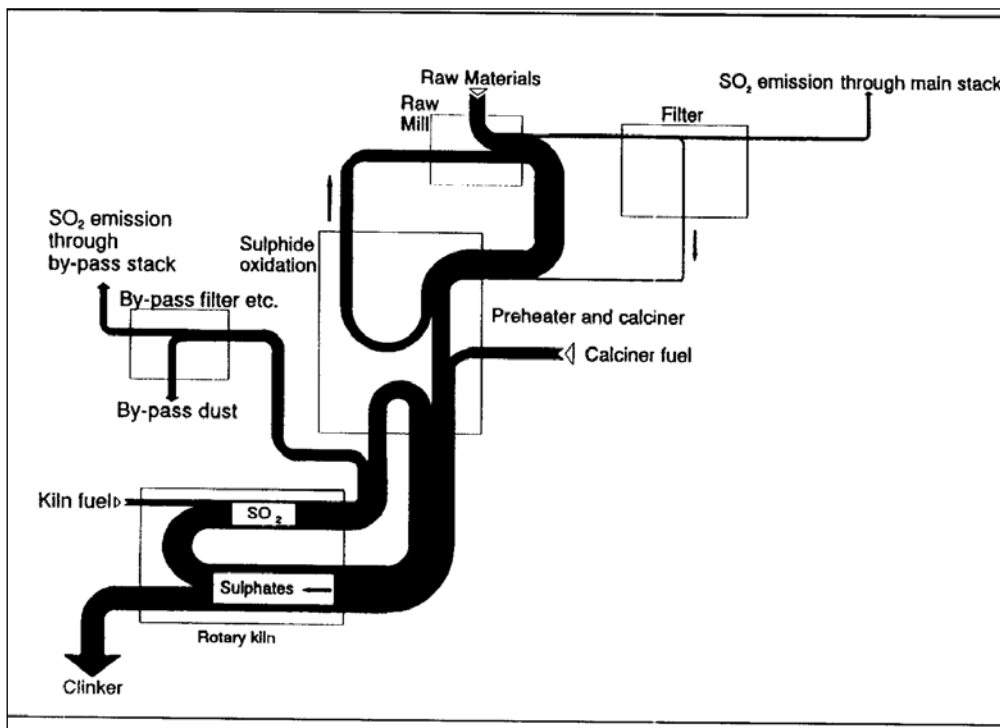 Raw Materials
SO₂ emission through main stack
Raw
Mill
Filter
SO₂ emission
through
by-pass stack
Sulphide
oxidation
By-pass filter etc.
Preheater and calciner
Calciner fuel
By-pass dust
Kiln fuel
SO₂
Sulphates
Rotary kiln
Clinker